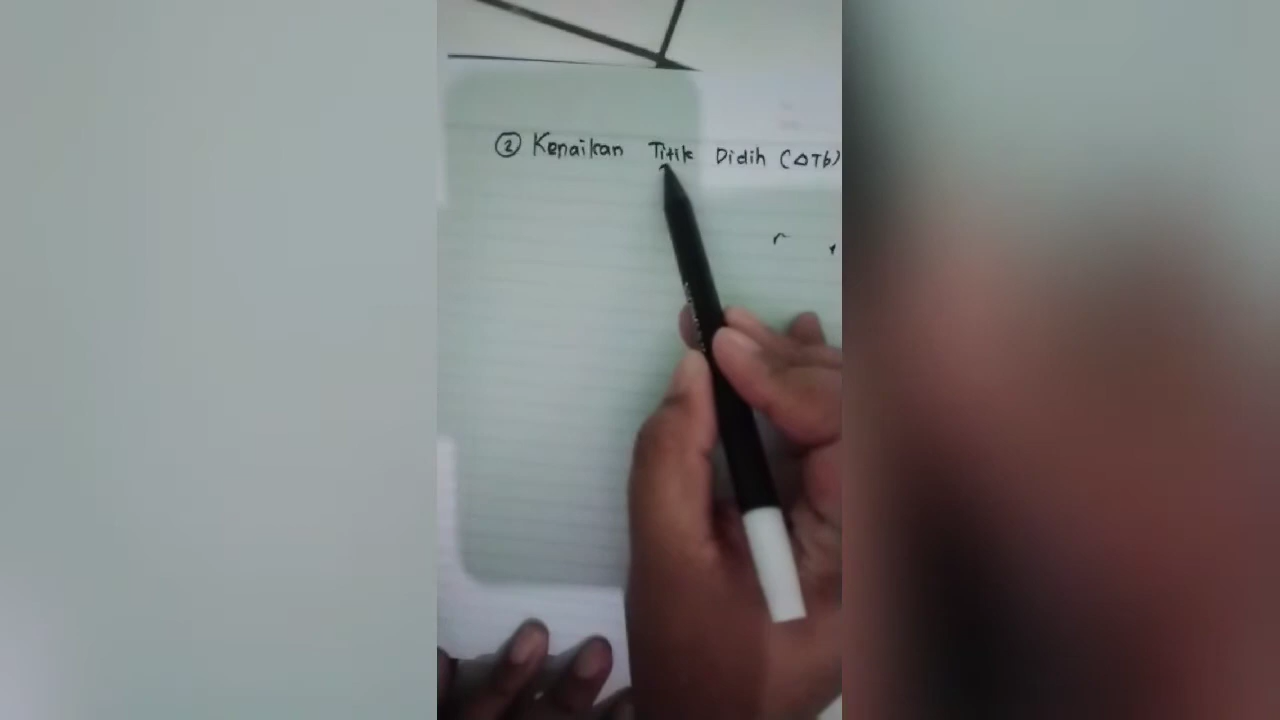 ② Kenaikan Titik Didih (ΔTb)